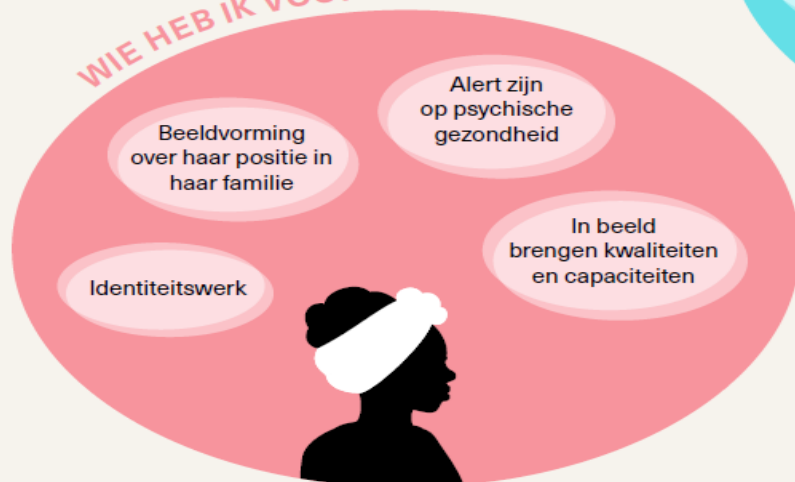 WIE HEB IK
Alert zijn
op psychische
gezondheid
Beeldvorming
over haar positie in
haar familie
In beeld
brengen kwaliteiten
en capaciteiten
Identiteitswerk